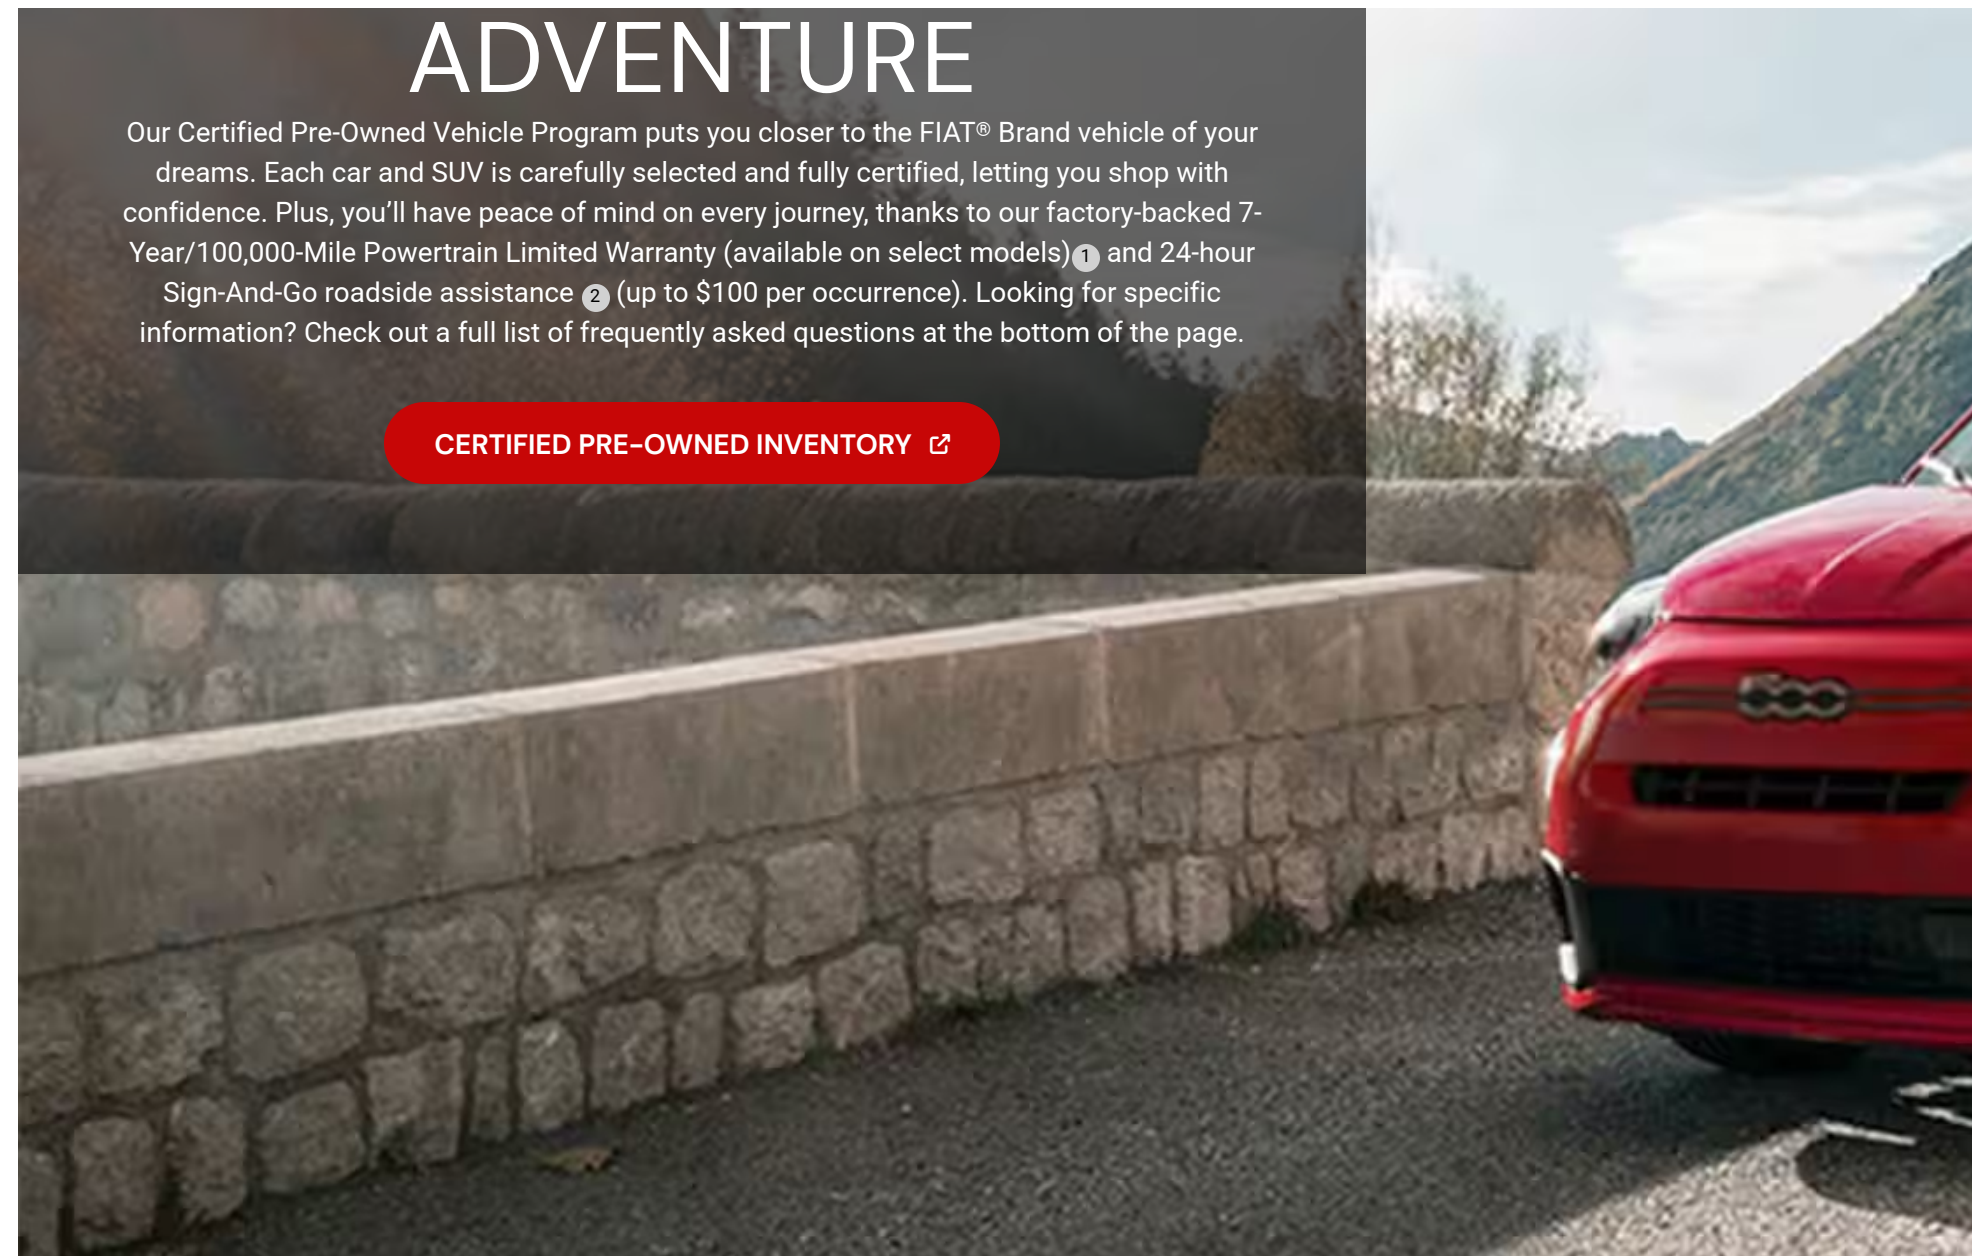 ADVENTURE
Our Certified Pre-Owned Vehicle Program puts you closer to the FIAT® Brand vehicle of your
dreams. Each car and SUV is carefully selected and fully certified, letting you shop with
confidence. Plus, you’ll have peace of mind on every journey, thanks to our factory-backed 7-
Year/100,000-Mile Powertrain Limited Warranty (available on select models)1 and 24-hour
Sign-And-Go roadside assistance 2 (up to $100 per occurrence). Looking for specific
information? Check out a full list of frequently asked questions at the bottom of the page.
CERTIFIED PRE-OWNED INVENTORY
500